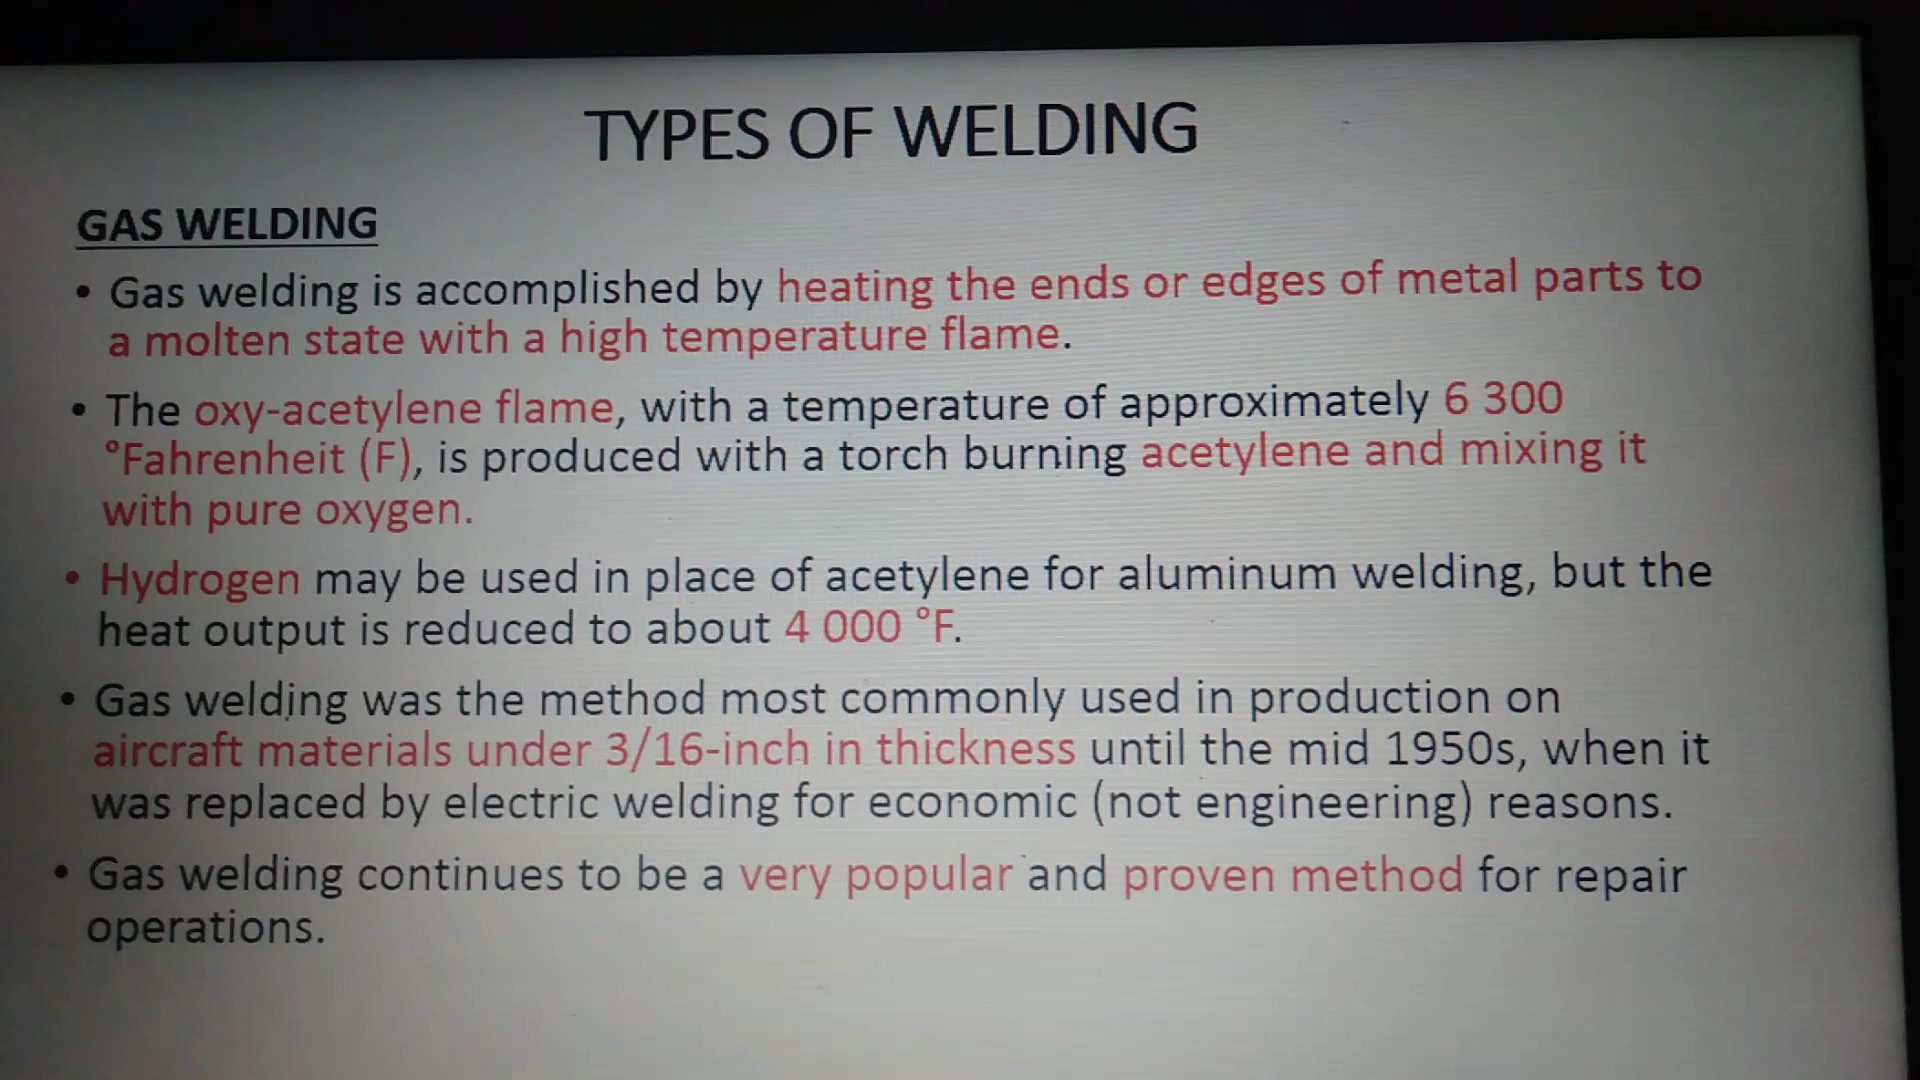 TYPES OF WELDING
GAS WELDING
• Gas welding is accomplished by heating the ends or edges of metal parts to
a molten state with a high temperature flame.
• The oxy-acetylene flame, with a temperature of approximately 6 300
°Fahrenheit (F), is produced with a torch burning acetylene and mixing it
with pure oxygen.
• Hydrogen may be used in place of acetylene for aluminum welding, but the
heat output is reduced to about 4 000 °F.
• Gas welding was the method most commonly used in production on
aircraft materials under 3/16-inch in thickness until the mid 1950s, when it
was replaced by electric welding for economic (not engineering) reasons.
• Gas welding continues to be a very popular and proven method for repair
operations.